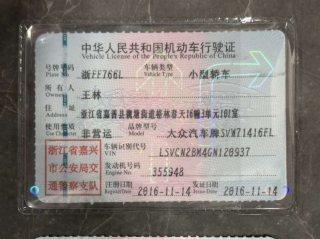 中华人民共和国机动车行驶证
Vehicle License of the People's Republic of China
号牌号码 浙FF766L 车辆类型 小型轿车
Plate No. Vehicle Type
所有人 王林
Owner
住址 浙江省嘉善县魏塘街道格林春天16幢3单元101室
Address
使用性质 非营运 品牌型号 大众汽车牌SVW71416FL
Use Character Model
浙江省嘉兴
市公安局交
通警察支队
车辆识别代号 LSVCN2BM4GN128937
VIN
发动机号码 355948
Engine No.
注册日期 2016-11-14 发证日期 2016-11-14
Register Date Issue Date